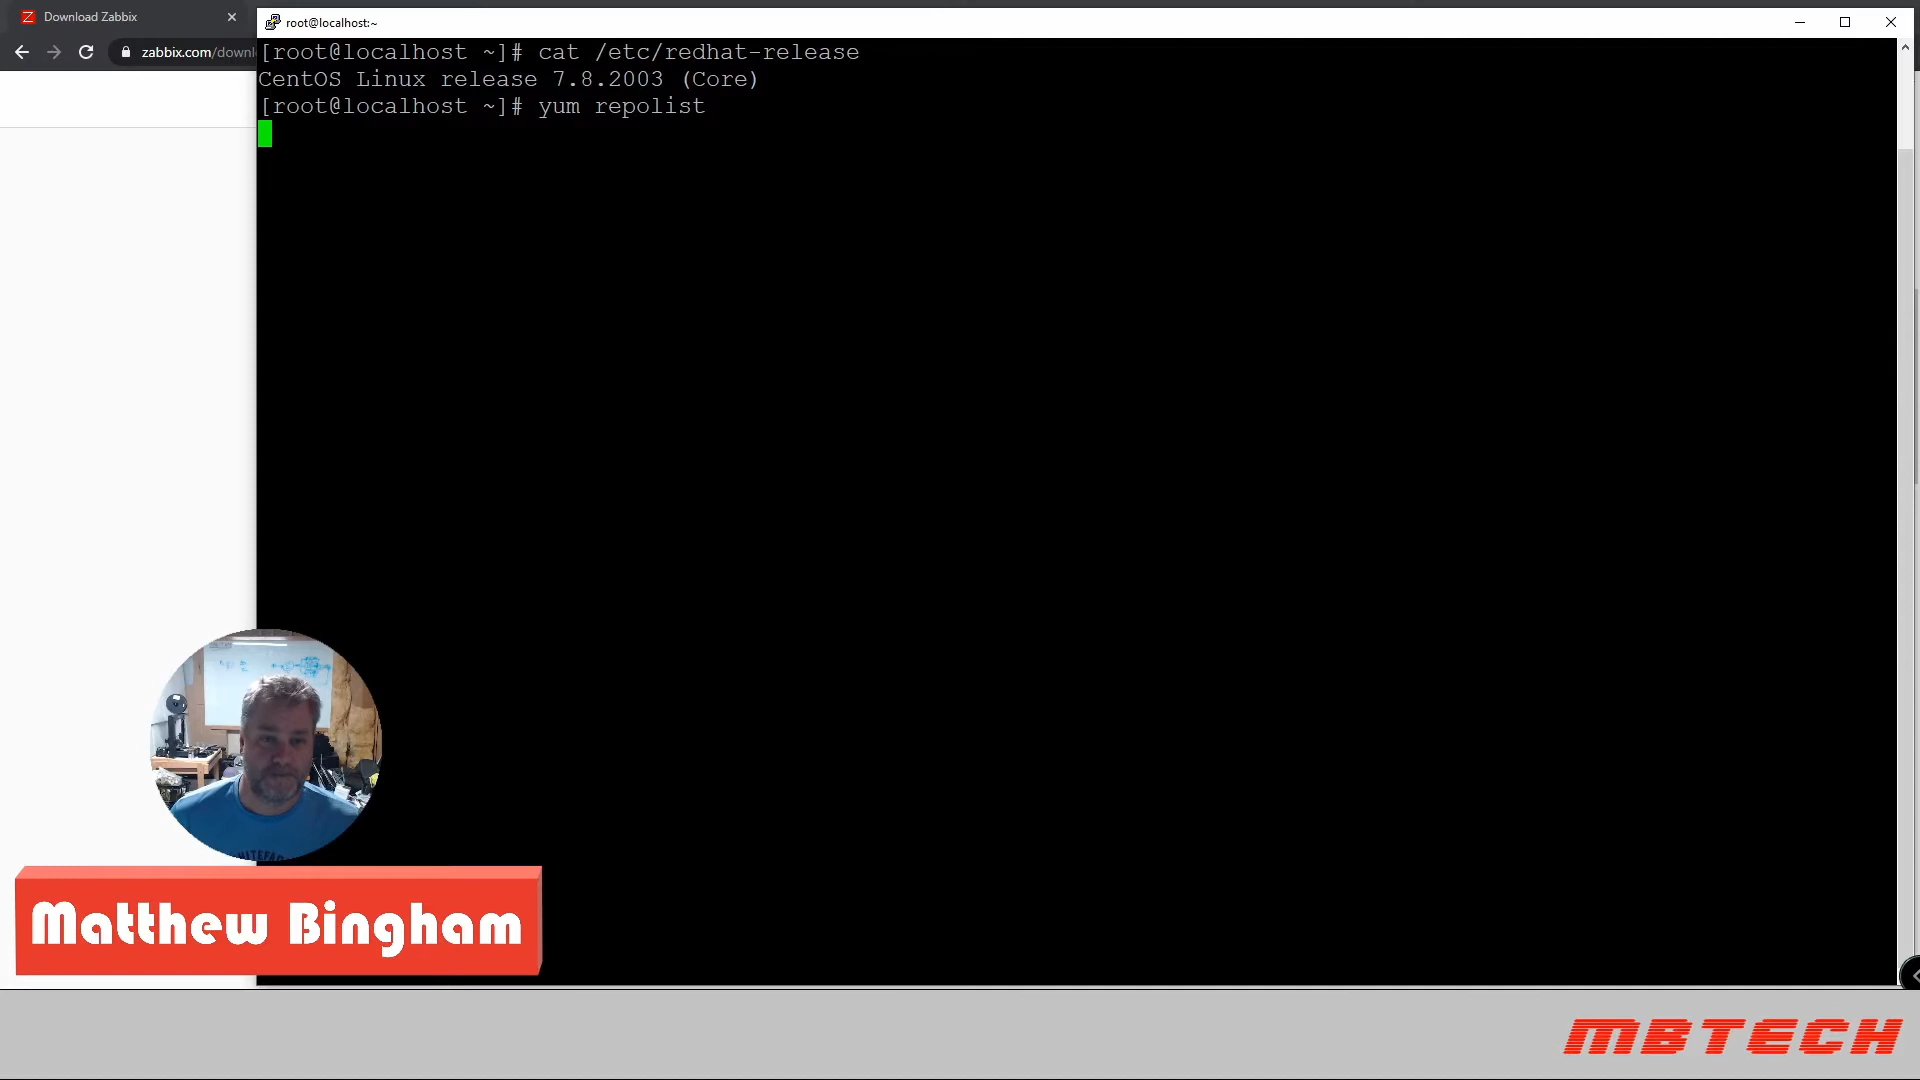 Download Zabbix
zabbix.com/downl
root@localhost:~
[root@localhost ~]# cat /etc/redhat-release
CentOS Linux release 7.8.2003 (Core)
[root@localhost ~]# yum repolist
Matthew Bingham
MBTECH